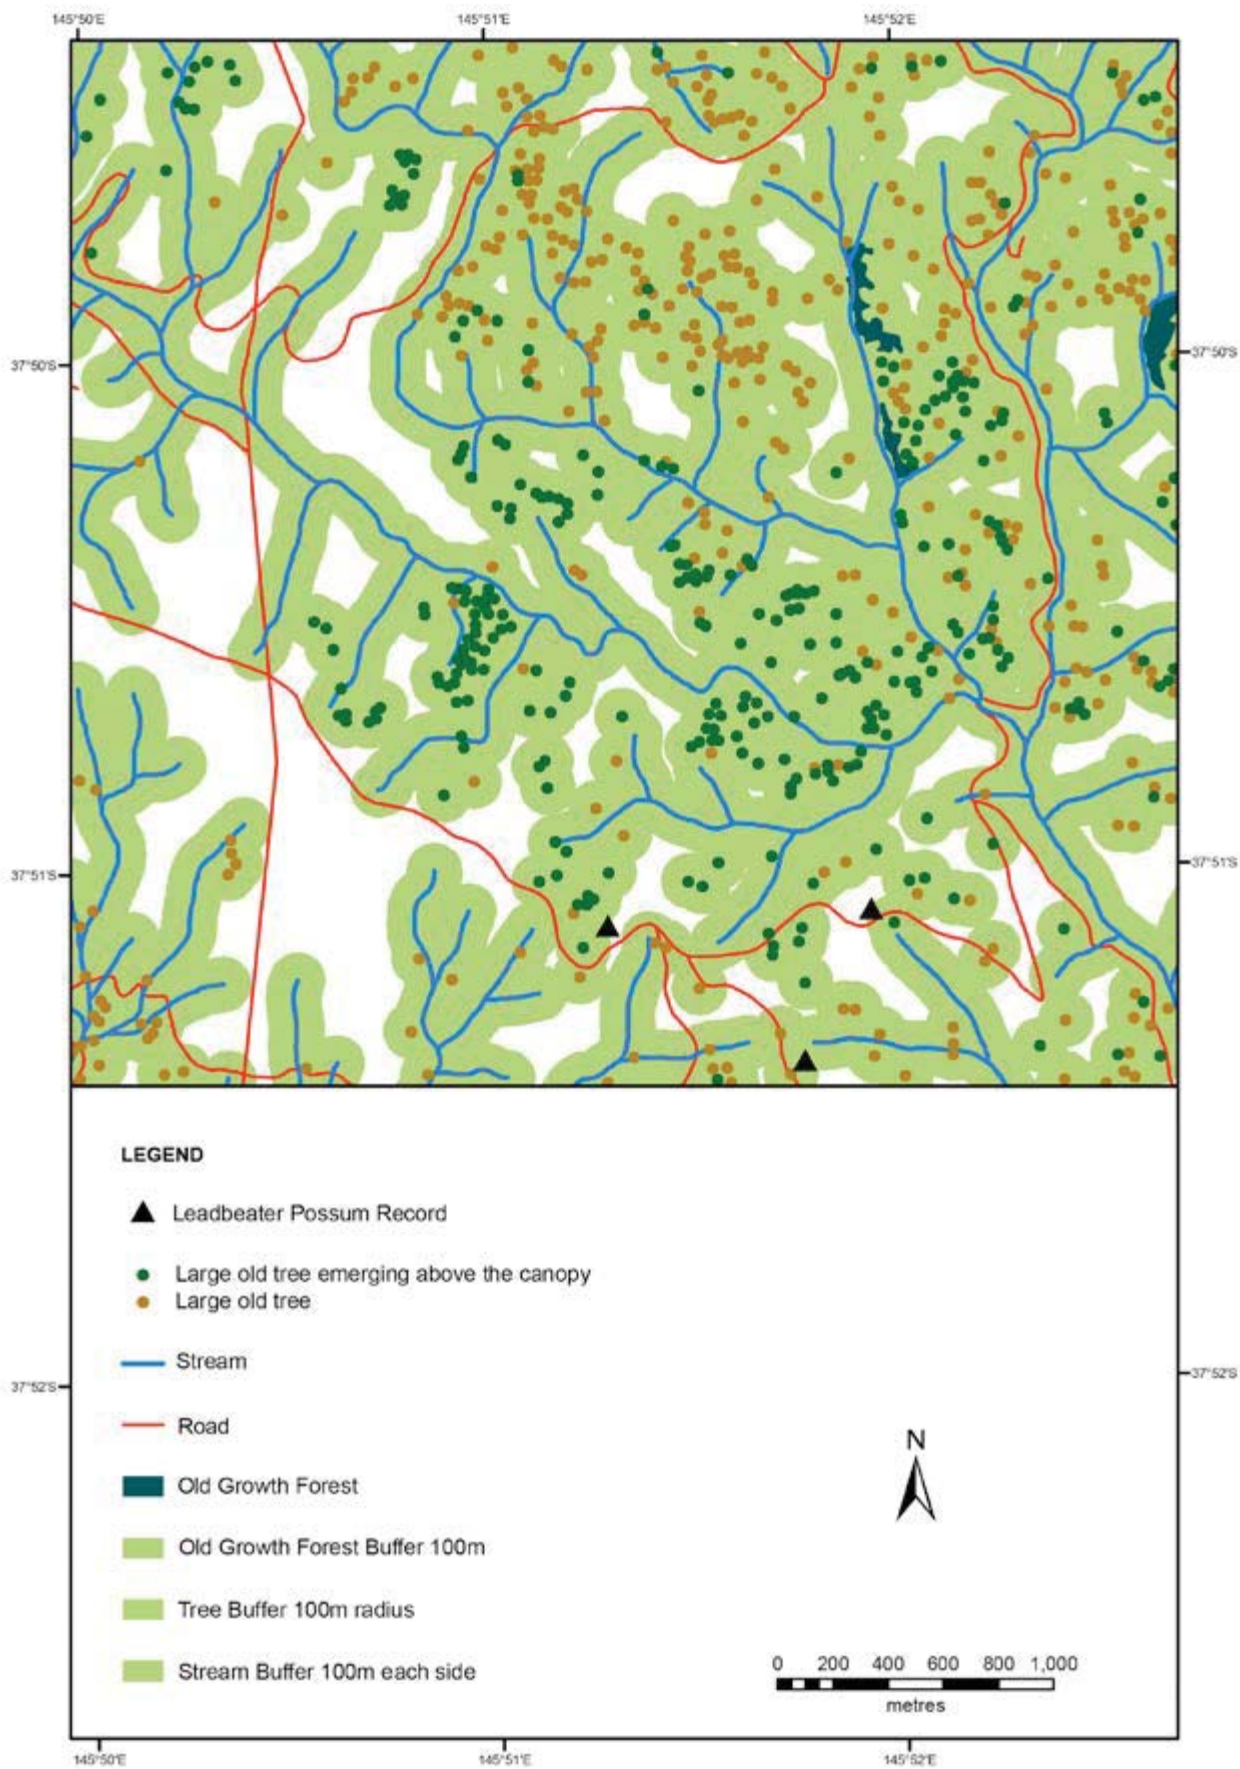 145°50'E 145°51'E 145°52'E
37°50'S 37°50'S
37°51'S 37°51'S
LEGEND
Leadbeater Possum Record
Large old tree emerging above the canopy
Large old tree
Stream
37°52'S 37°52'S
Road
N
Old Growth Forest
Old Growth Forest Buffer 100m
Tree Buffer 100m radius
Stream Buffer 100m each side
0 200 400 600 800 1,000
metres
145°50'E 145°51'E 145°52'E